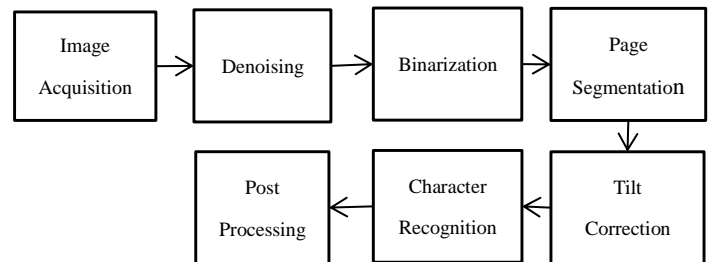 Image
Acquisition
Denoising
Binarization
Page
Segmentation
Tilt
Correction
Character
Recognition
Post
Processing